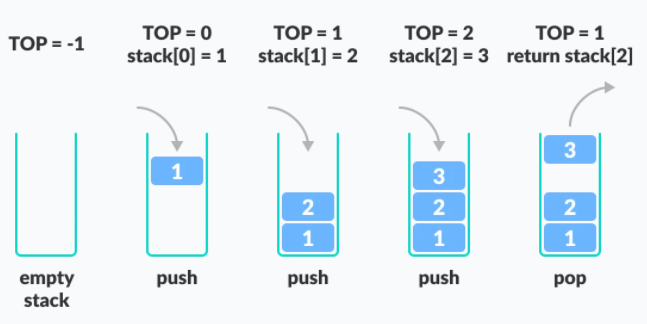 TOP = -1
TOP = 0
stack[0] = 1
TOP = 1
stack[1] = 2
TOP = 2
stack[2] = 3
TOP = 1
return stack[2]
1
2
1
3
2
1
3
2
1
empty
stack
push
push
push
pop